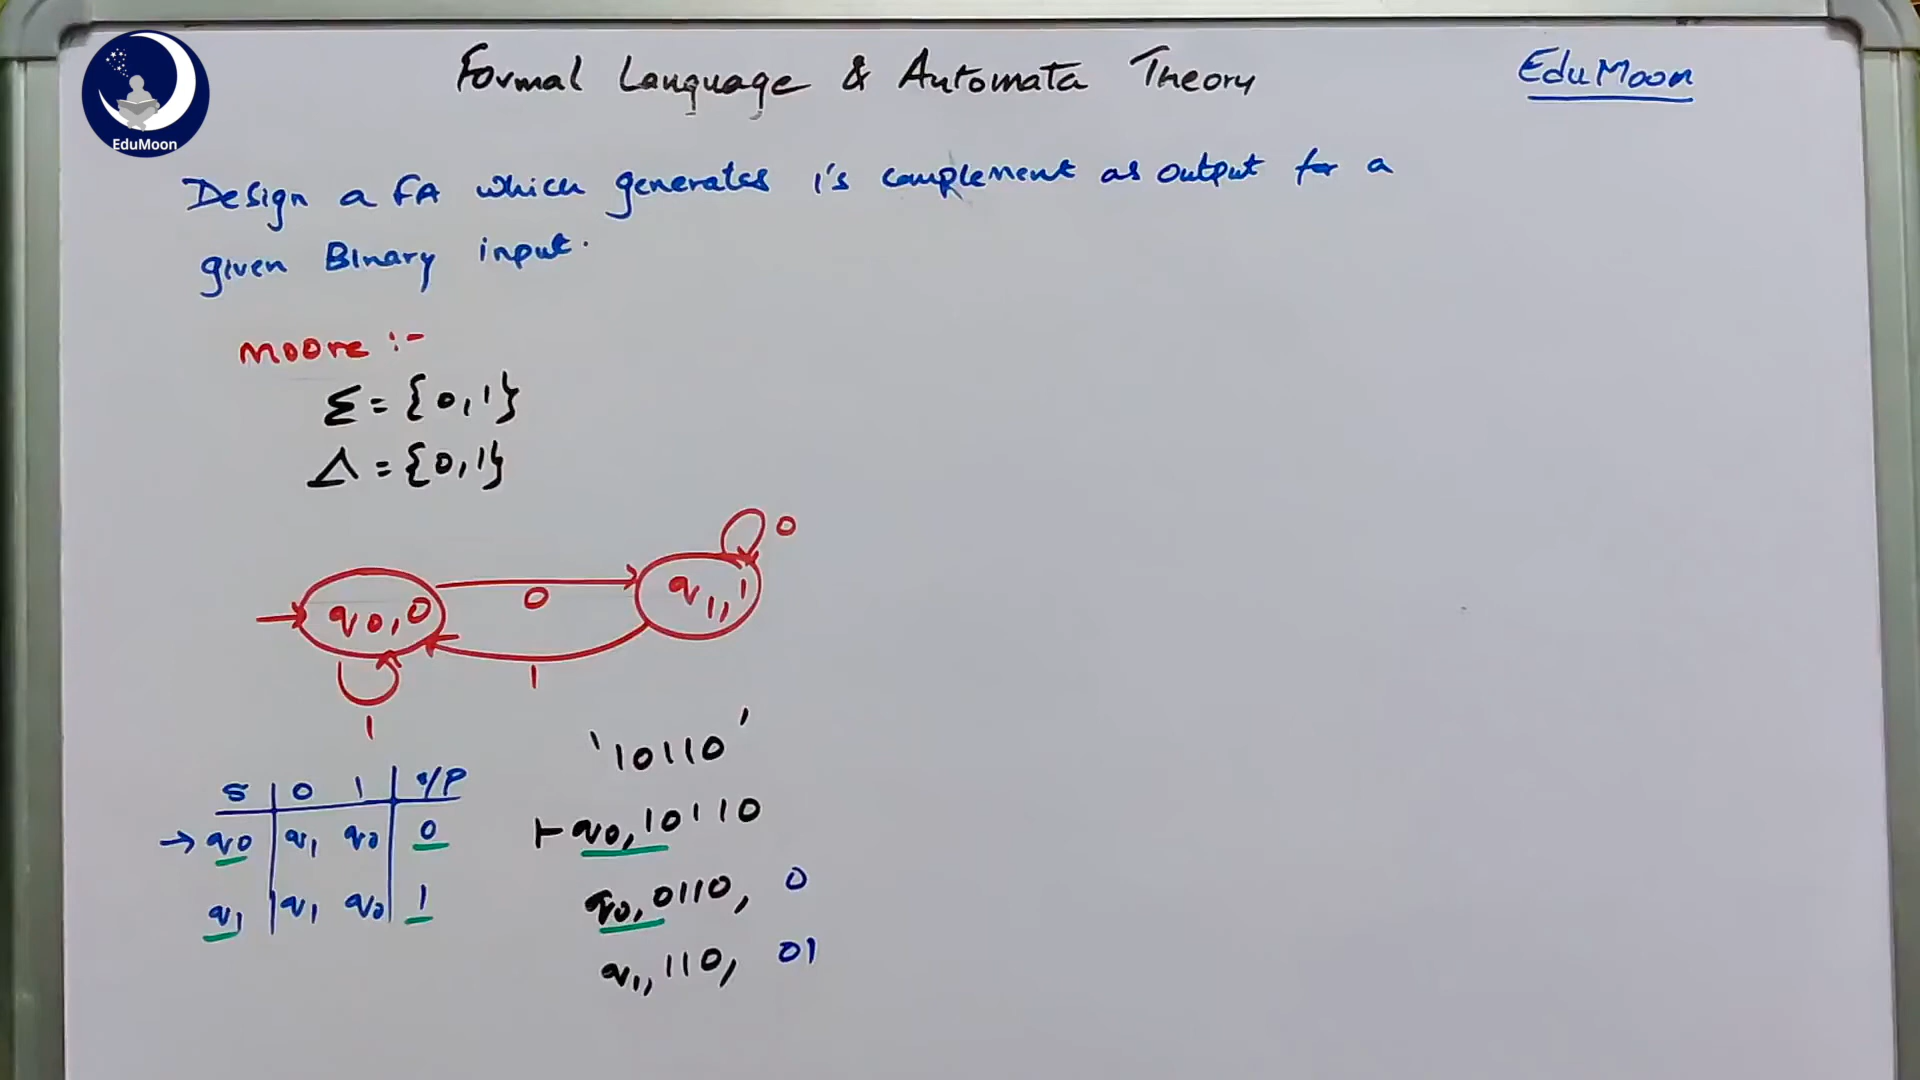 Formal Language & Automata Theory
EduMoon
EduMoon
Design a FA which generates 1's complement as output for a
given Binary input.
Moore :-
Σ = {0,1}
Δ = {0,1}
0
q0,0
0
q1,1
1
1
'10110'
S 0 1 o/p
→ q0 q1 q0 0
q1 q1 q0 1
⊢ q0,10110
q0,0110, 0
q1,110, 01